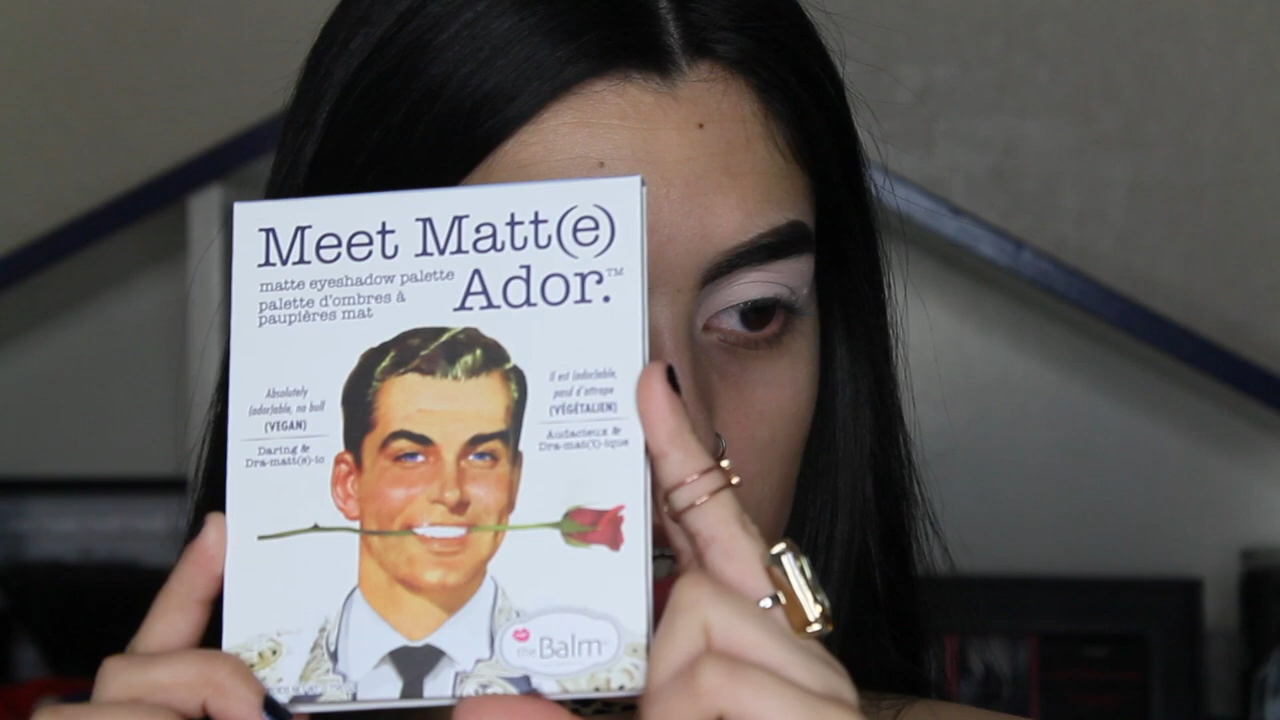 Meet Matt(e)
Ador.™
matte eyeshadow palette
palette d'ombres à
paupières mat
Absolutely
(ador)able, no bull
(VEGAN)
Daring &
Dra-matt(e)-ic
Il est (ador)able,
pas d'attrape
(VÉGÉTALIEN)
Audacieux &
Dra-mat(t)-ique
theBalm®